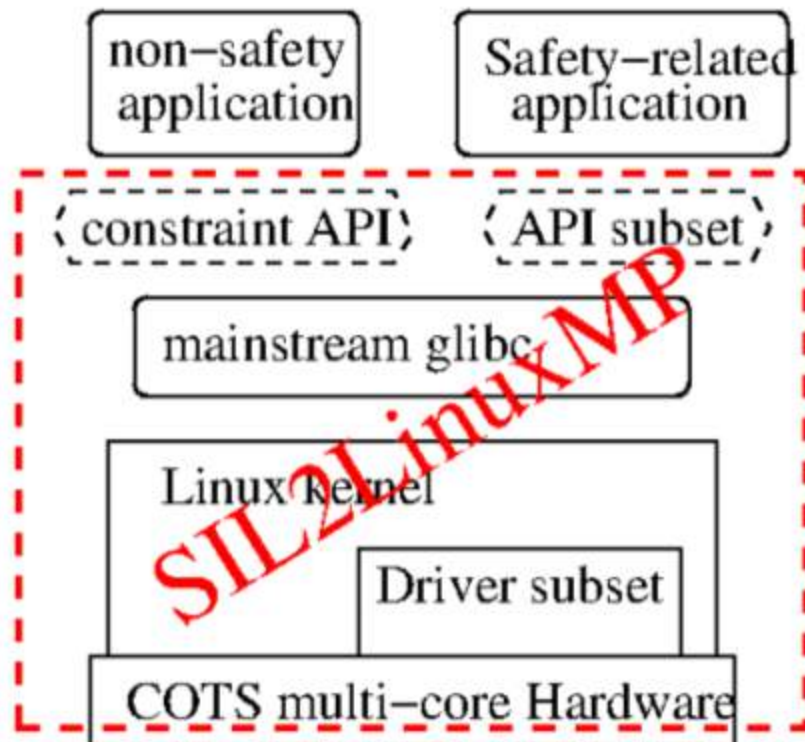 non-safety
application
Safety-related
application
constraint API
API subset
mainstream glibc
SIL2LinuxMP
Linux kernel
Driver subset
COTS multi-core Hardware